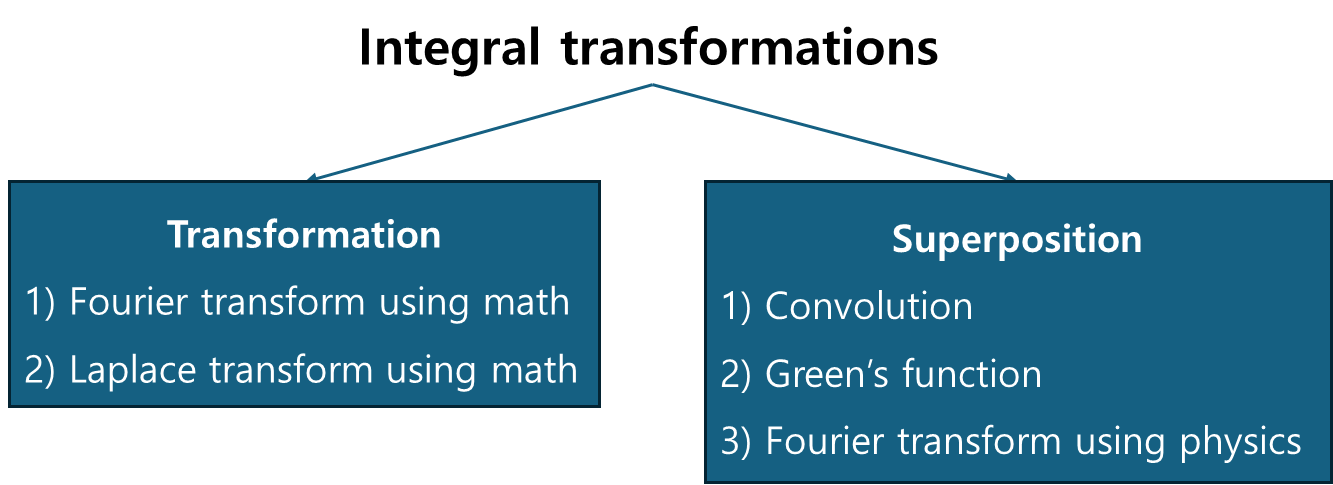 Integral transformations
Transformation
1) Fourier transform using math
2) Laplace transform using math
Superposition
1) Convolution
2) Green’s function
3) Fourier transform using physics